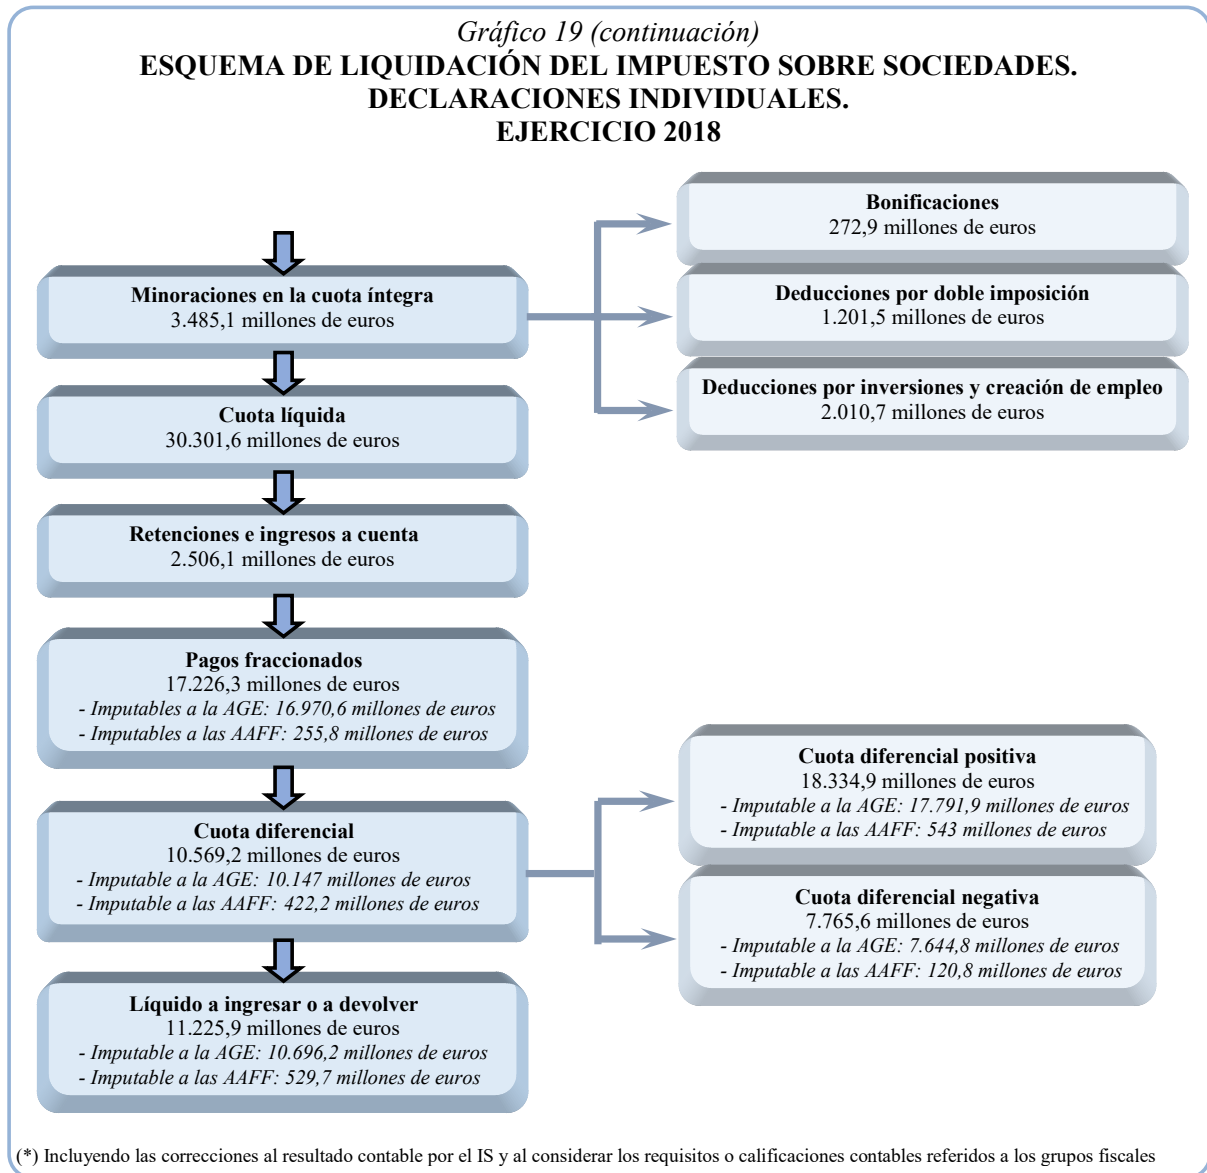 Gráfico 19 (continuación)
ESQUEMA DE LIQUIDACIÓN DEL IMPUESTO SOBRE SOCIEDADES.
DECLARACIONES INDIVIDUALES.
EJERCICIO 2018
Minoraciones en la cuota íntegra
3.485,1 millones de euros
Bonificaciones
272,9 millones de euros
Deducciones por doble imposición
1.201,5 millones de euros
Deducciones por inversiones y creación de empleo
2.010,7 millones de euros
Cuota líquida
30.301,6 millones de euros
Retenciones e ingresos a cuenta
2.506,1 millones de euros
Pagos fraccionados
17.226,3 millones de euros
- Imputables a la AGE: 16.970,6 millones de euros
- Imputables a las AAFF: 255,8 millones de euros
Cuota diferencial
10.569,2 millones de euros
- Imputable a la AGE: 10.147 millones de euros
- Imputable a las AAFF: 422,2 millones de euros
Cuota diferencial positiva
18.334,9 millones de euros
- Imputable a la AGE: 17.791,9 millones de euros
- Imputable a las AAFF: 543 millones de euros
Cuota diferencial negativa
7.765,6 millones de euros
- Imputable a la AGE: 7.644,8 millones de euros
- Imputable a las AAFF: 120,8 millones de euros
Líquido a ingresar o a devolver
11.225,9 millones de euros
- Imputable a la AGE: 10.696,2 millones de euros
- Imputable a las AAFF: 529,7 millones de euros
(*) Incluyendo las correcciones al resultado contable por el IS y al considerar los requisitos o calificaciones contables referidos a los grupos fiscales